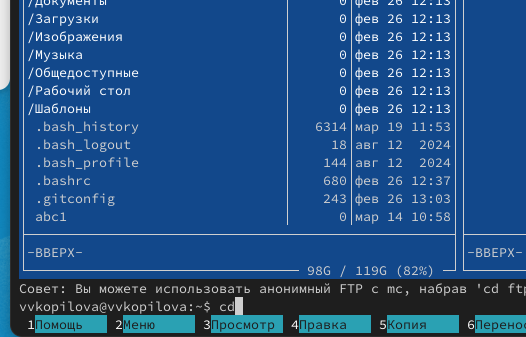 /Документы 0 фев 26 12:13
/Загрузки 0 фев 26 12:13
/Изображения 0 фев 26 12:13
/Музыка 0 фев 26 12:13
/Общедоступные 0 фев 26 12:13
/Рабочий стол 0 фев 26 12:13
/Шаблоны 0 фев 26 12:13
.bash_history 6314 мар 19 11:53
.bash_logout 18 авг 12 2024
.bash_profile 144 авг 12 2024
.bashrc 680 фев 26 12:37
.gitconfig 243 фев 26 13:03
abc1 0 мар 14 10:58
-ВВЕРХ- -ВВЕРХ-
98G / 119G (82%)
Совет: Вы можете использовать анонимный FTP с mc, набрав 'cd ftp
vvkopilova@vvkopilova:~$ cd
1Помощь 2Меню 3Просмотр 4Правка 5Копия 6Перенос